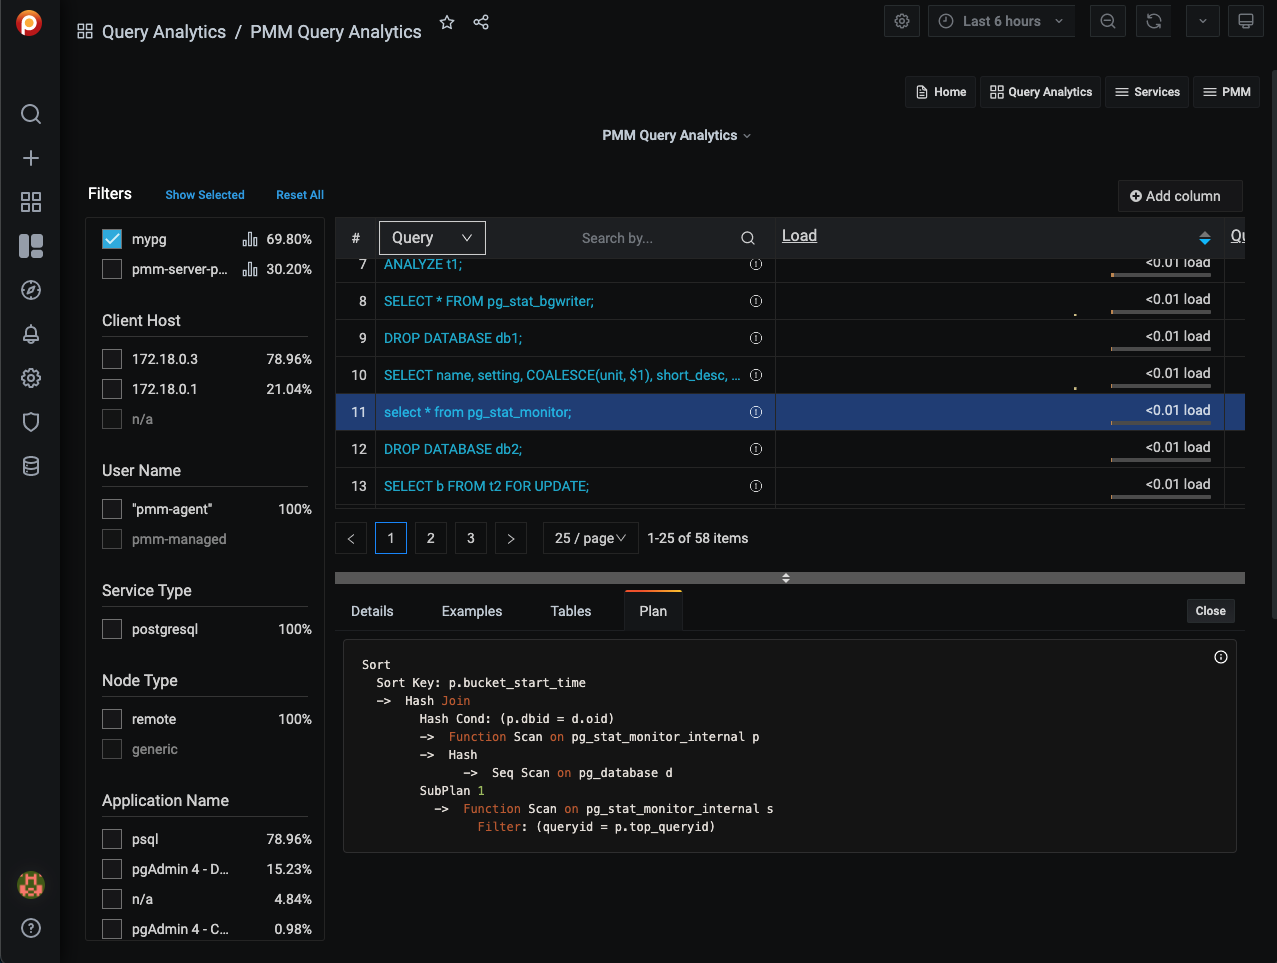 Query Analytics / PMM Query Analytics
Last 6 hours
Home
Query Analytics
Services
PMM
PMM Query Analytics
Filters
Show Selected
Reset All
Add column
mypg 69.80%
pmm-server-p... 30.20%
Client Host
172.18.0.3 78.96%
172.18.0.1 21.04%
n/a
User Name
"pmm-agent" 100%
pmm-managed
Service Type
postgresql 100%
Node Type
remote 100%
generic
Application Name
psql 78.96%
pgAdmin 4 - D... 15.23%
n/a 4.84%
pgAdmin 4 - C... 0.98%
# Query Search by... Load Qu
7 ANALYZE t1; <0.01 load
8 SELECT * FROM pg_stat_bgwriter; <0.01 load
9 DROP DATABASE db1; <0.01 load
10 SELECT name, setting, COALESCE(unit, $1), short_desc, ... <0.01 load
11 select * from pg_stat_monitor; <0.01 load
12 DROP DATABASE db2; <0.01 load
13 SELECT b FROM t2 FOR UPDATE; <0.01 load
< 1 2 3 > 25 / page 1-25 of 58 items
Details Examples Tables Plan Close
Sort
Sort Key: p.bucket_start_time
-> Hash Join
Hash Cond: (p.dbid = d.oid)
-> Function Scan on pg_stat_monitor_internal p
-> Hash
-> Seq Scan on pg_database d
SubPlan 1
-> Function Scan on pg_stat_monitor_internal s
Filter: (queryid = p.top_queryid)